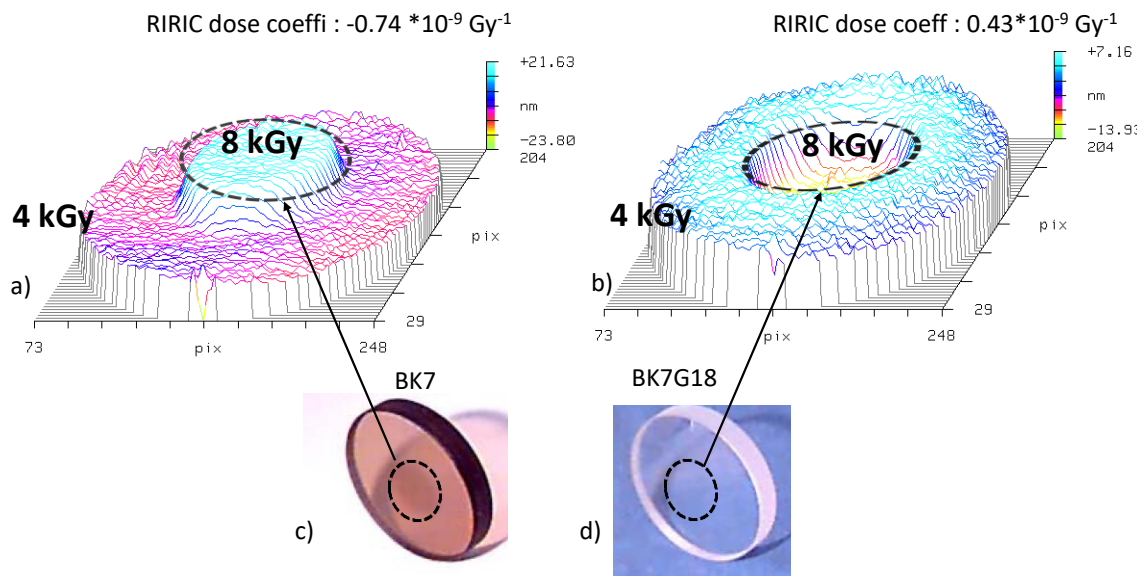 RIRIC dose coeffi : -0.74 *10-9 Gy-1
+21.63
nm
-23.80
204
8 kGy
4 kGy
pix
a)
29
73
pix
248
RIRIC dose coeff : 0.43*10-9 Gy-1
+7.16
nm
-13.93
204
8 kGy
4 kGy
pix
b)
29
73
pix
248
BK7
c)
BK7G18
d)